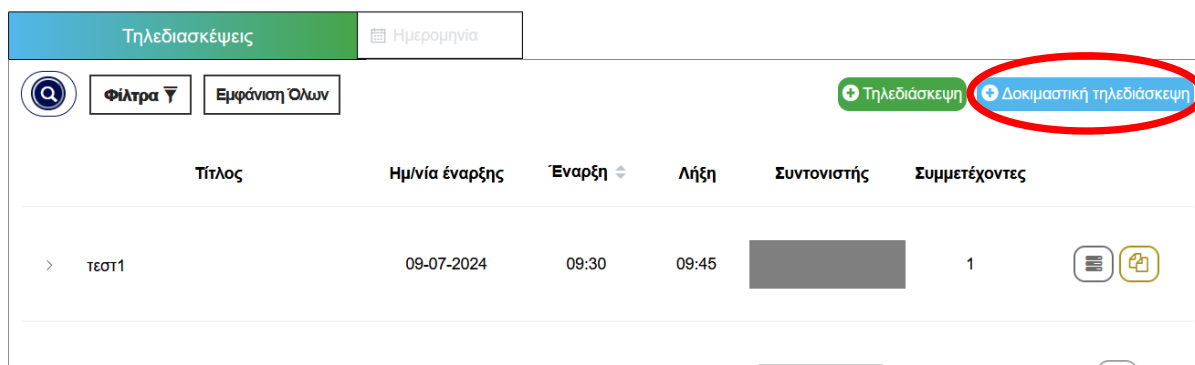 Τηλεδιασκέψεις Ημερομηνία
Φίλτρα Εμφάνιση Όλων Τηλεδιάσκεψη Δοκιμαστική τηλεδιάσκεψη
Τίτλος Ημ/νία έναρξης Έναρξη Λήξη Συντονιστής Συμμετέχοντες
τεστ1 09-07-2024 09:30 09:45 1